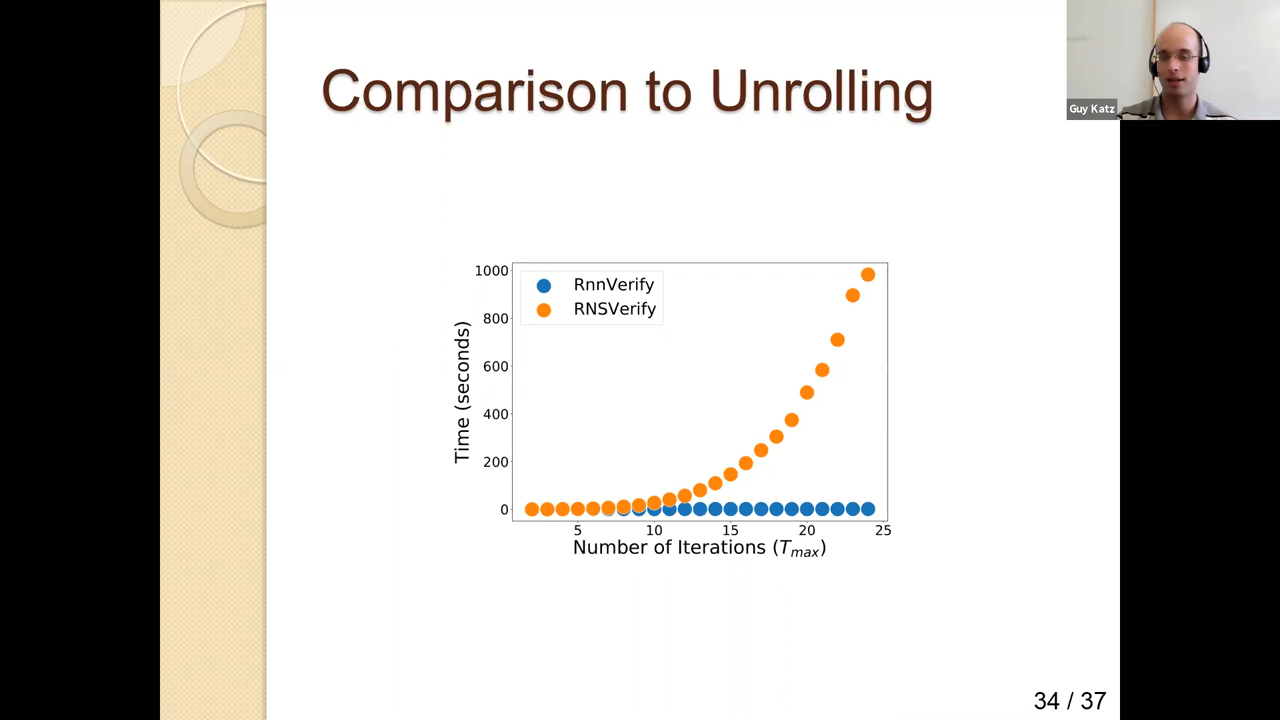 Comparison to Unrolling
Guy Katz
RnnVerify
RNSVerify
1000
800
600
400
200
0
Time (seconds)
5 10 15 20 25
Number of Iterations (Tmax)
34 / 37